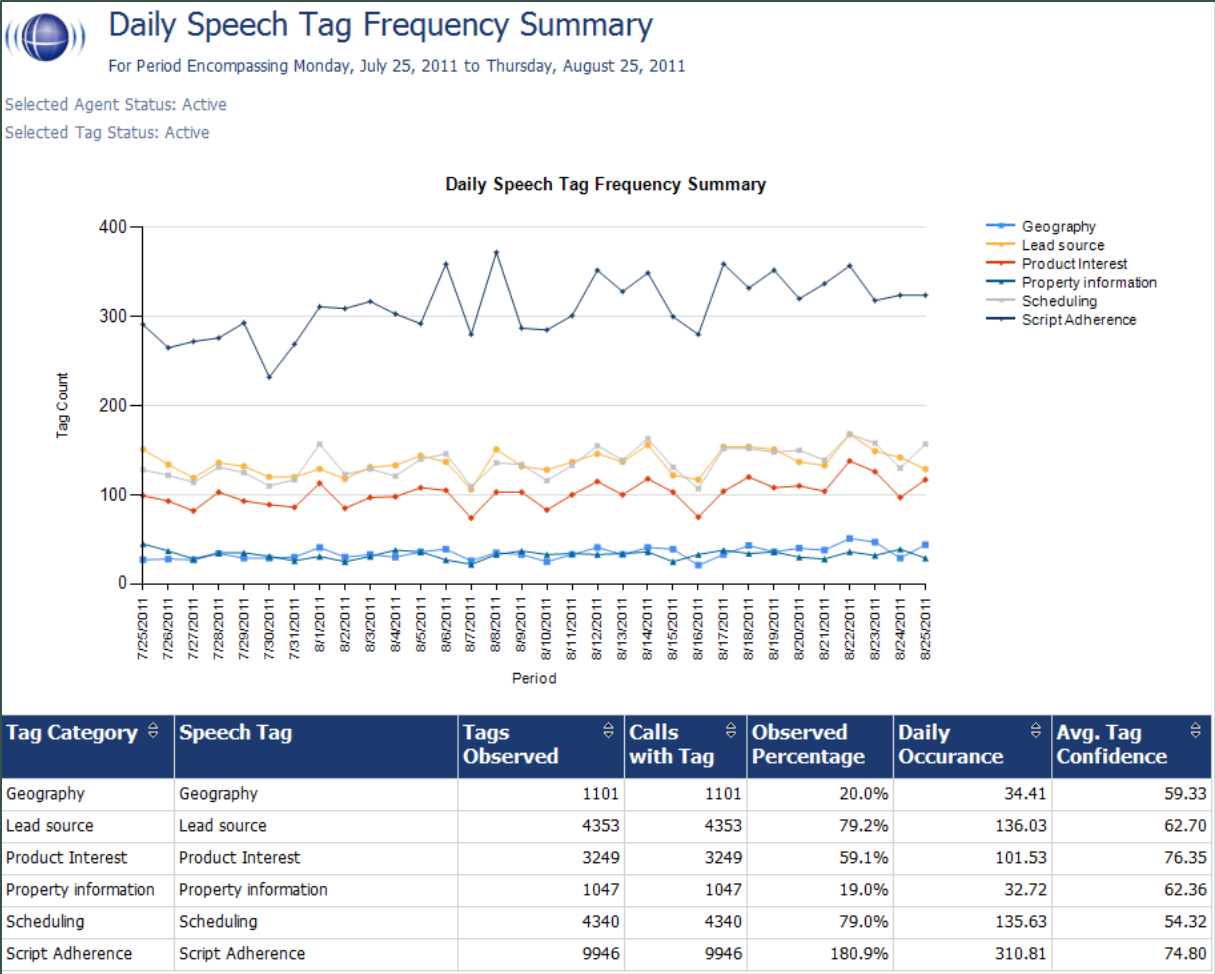 Daily Speech Tag Frequency Summary
For Period Encompassing Monday, July 25, 2011 to Thursday, August 25, 2011
Selected Agent Status: Active
Selected Tag Status: Active
Daily Speech Tag Frequency Summary
400
300
200
100
0
Tag Count
Geography
Lead source
Product Interest
Property information
Scheduling
Script Adherence
7/25/2011
7/26/2011
7/27/2011
7/28/2011
7/29/2011
7/30/2011
7/31/2011
8/1/2011
8/2/2011
8/3/2011
8/4/2011
8/5/2011
8/6/2011
8/7/2011
8/8/2011
8/9/2011
8/10/2011
8/11/2011
8/12/2011
8/13/2011
8/14/2011
8/15/2011
8/16/2011
8/17/2011
8/18/2011
8/19/2011
8/20/2011
8/21/2011
8/22/2011
8/23/2011
8/24/2011
8/25/2011
Period
Tag Category Speech Tag Tags Observed Calls with Tag Observed Percentage Daily Occurance Avg. Tag Confidence
Geography Geography 1101 1101 20.0% 34.41 59.33
Lead source Lead source 4353 4353 79.2% 136.03 62.70
Product Interest Product Interest 3249 3249 59.1% 101.53 76.35
Property information Property information 1047 1047 19.0% 32.72 62.36
Scheduling Scheduling 4340 4340 79.0% 135.63 54.32
Script Adherence Script Adherence 9946 9946 180.9% 310.81 74.80